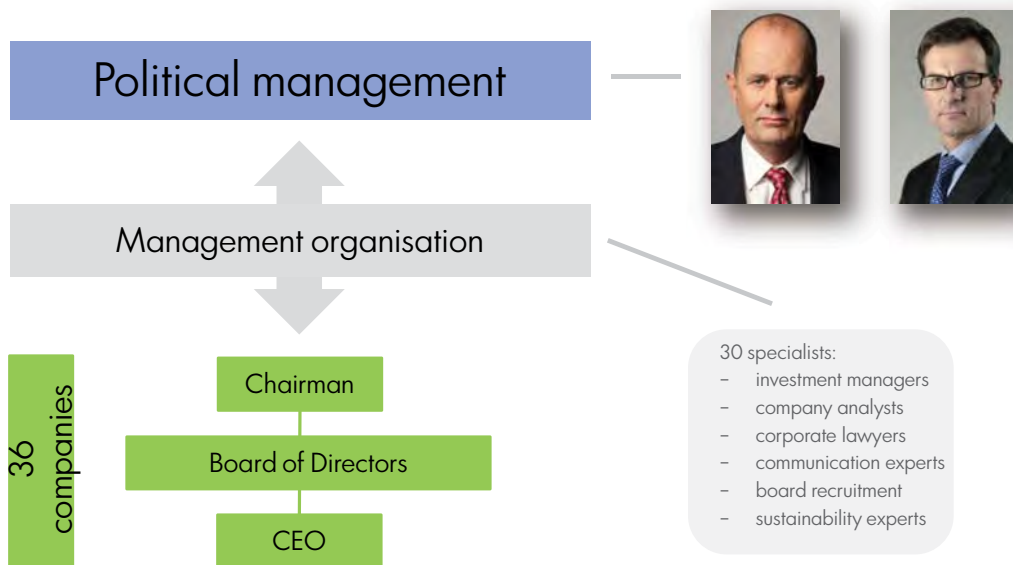 Political management
Management organisation
36
companies
Chairman
Board of Directors
CEO
30 specialists:
– investment managers
– company analysts
– corporate lawyers
– communication experts
– board recruitment
– sustainability experts